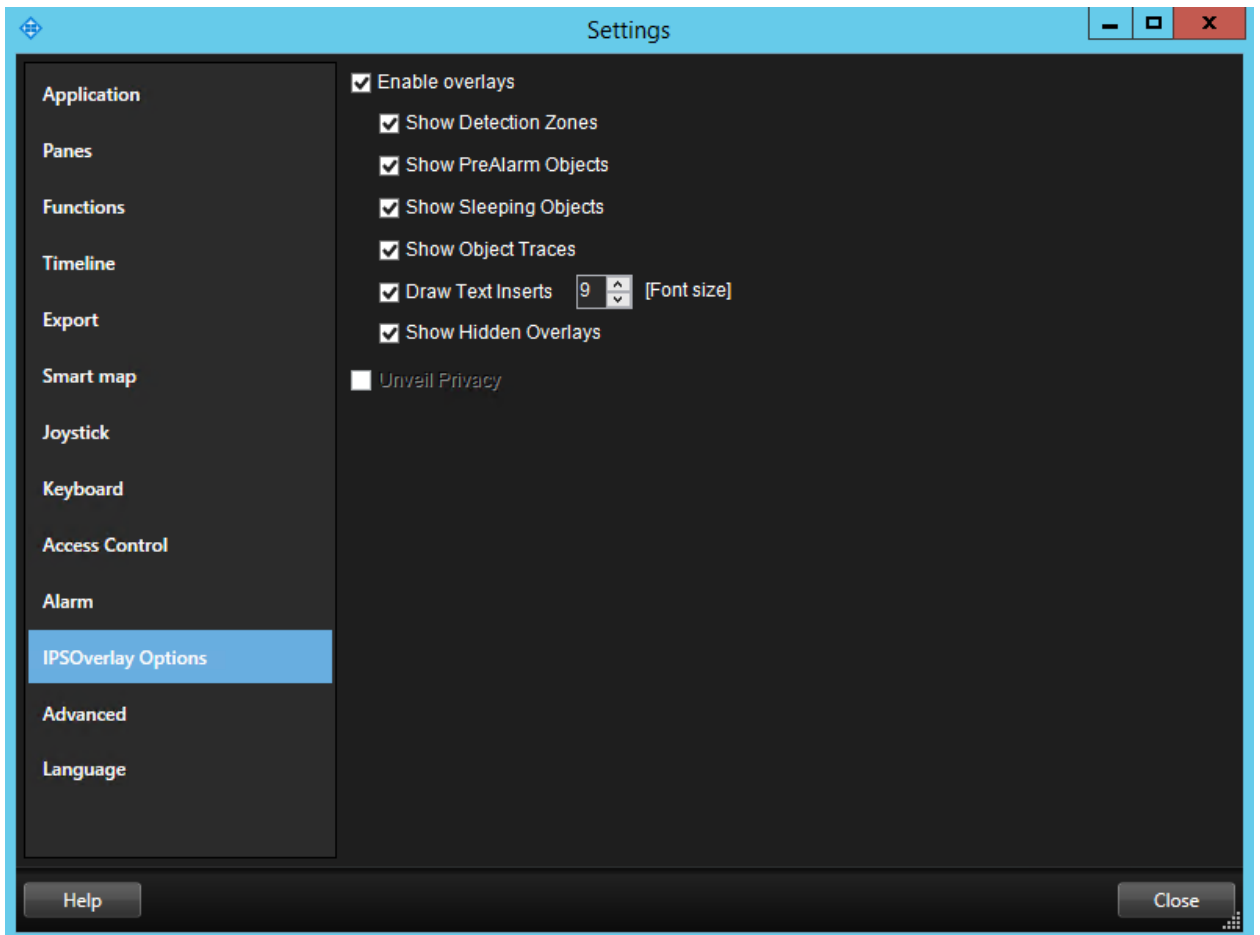 Settings
Application
Panes
Functions
Timeline
Export
Smart map
Joystick
Keyboard
Access Control
Alarm
IPSOverlay Options
Advanced
Language
Enable overlays
Show Detection Zones
Show PreAlarm Objects
Show Sleeping Objects
Show Object Traces
Draw Text Inserts 9 [Font size]
Show Hidden Overlays
Unveil Privacy
Help
Close